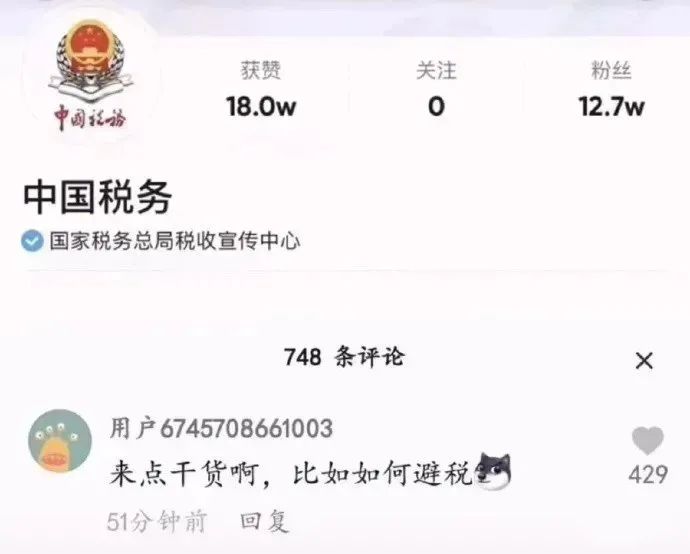 获赞 关注 粉丝
18.0w 0 12.7w
中国税务
中国税务
国家税务总局税收宣传中心
748 条评论
用户6745708661003
来点干货啊，比如如何避税
429
51分钟前 回复